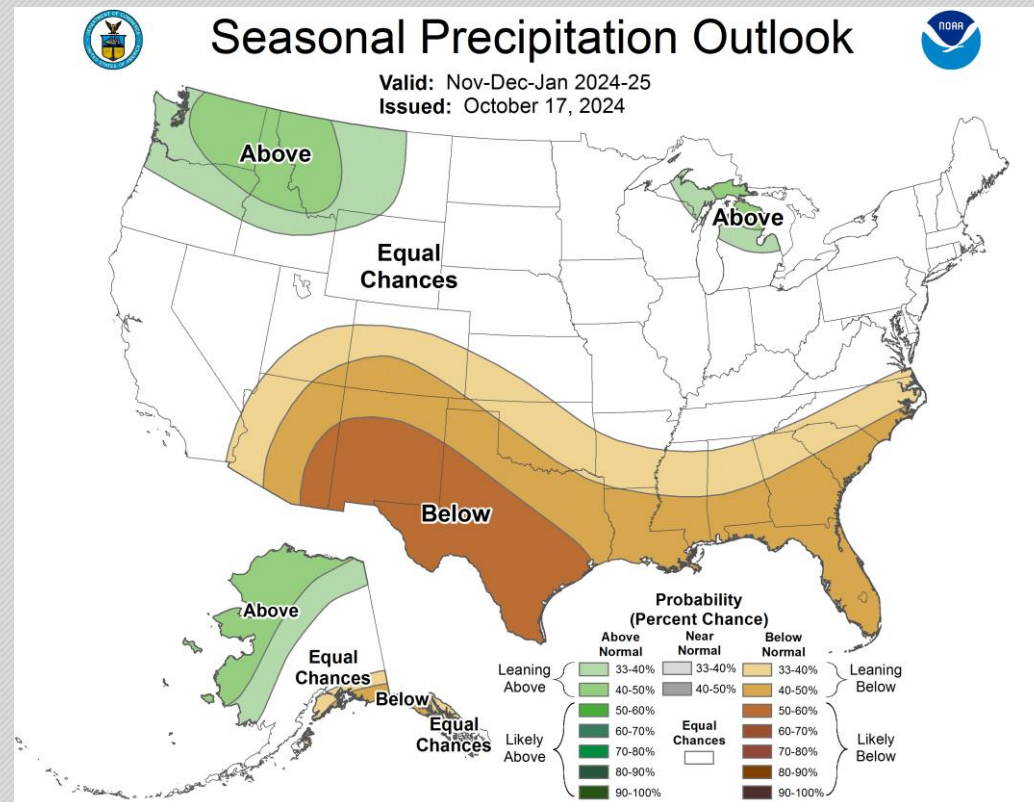 Seasonal Precipitation Outlook
NOAA
Valid: Nov-Dec-Jan 2024-25
Issued: October 17, 2024
Above
Above
Equal
Chances
Below
Above
Equal
Chances
Below
Equal
Chances
Probability
(Percent Chance)
Above
Normal
Near
Normal
Below
Normal
Leaning
Above
33-40%
33-40%
33-40%
Leaning
Below
40-50%
40-50%
40-50%
Likely
Above
50-60%
60-70%
70-80%
80-90%
90-100%
Equal
Chances
50-60%
60-70%
70-80%
80-90%
90-100%
Likely
Below